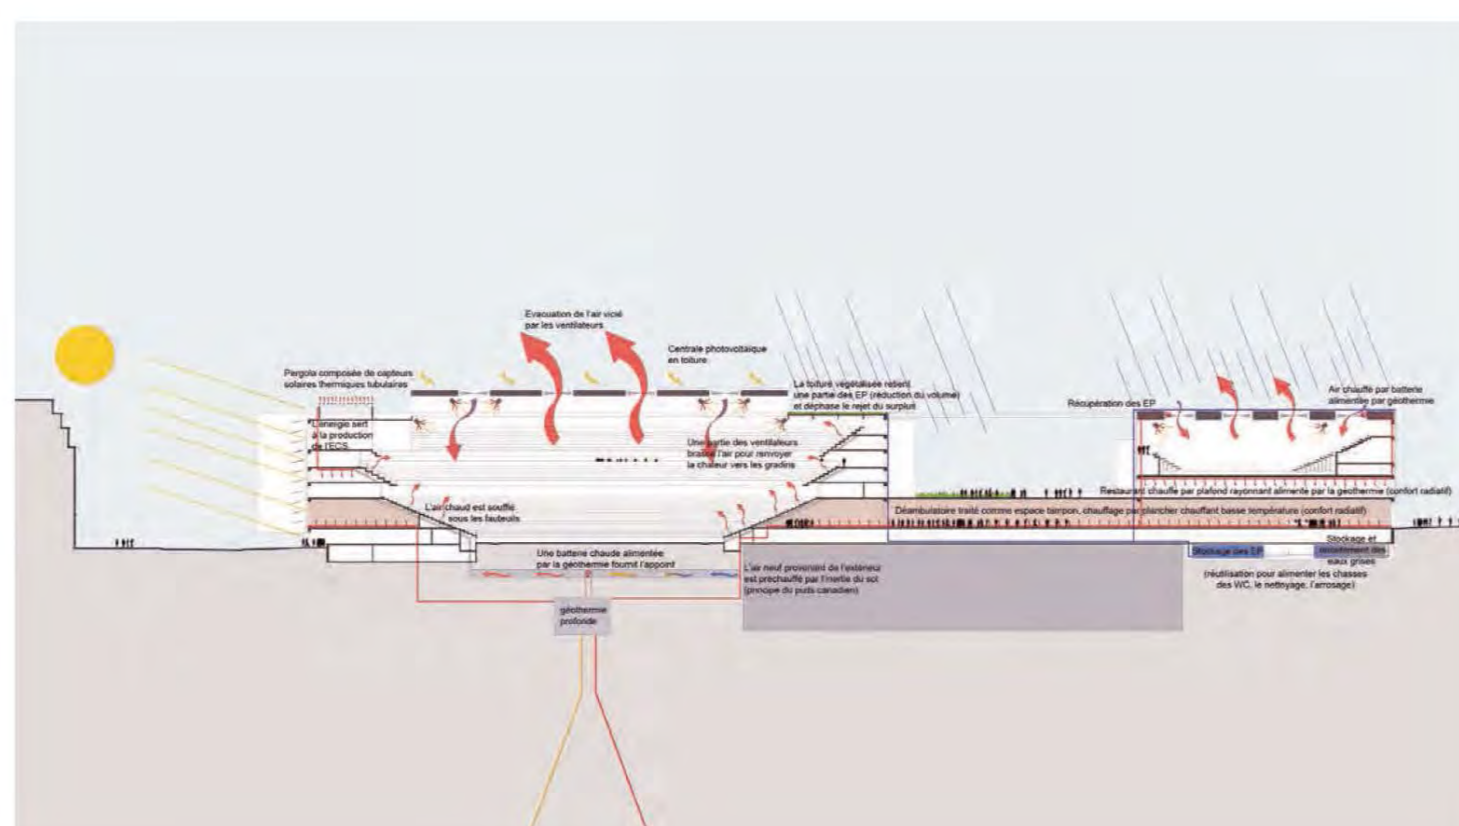 Evacuation de l'air vicié
par les ventilateurs
Centrale photovoltaïque
en toiture
Pergola composée de capteurs
solaires thermiques tubulaires
La toiture végétalisée retient
une partie des EP (réduction du volume)
et déphase le rejet du surplus
Récupération des EP
Air chauffé par batterie
alimentée par géothermie
L'énergie sert
à la production
de l'ECS
Une partie des ventilateurs
brasse l'air pour renvoyer
la chaleur vers les gradins
L'air chaud est soufflé
sous les fauteuils
Restaurant chauffé par plafond rayonnant alimenté par la géothermie (confort radiatif)
Déambulatoire traité comme espace tampon, chauffage par plancher chauffant basse température (confort radiatif)
Une batterie chaude alimentée
par la géothermie fournit l'appoint
L'air neuf provenant de l'extérieur
est préchauffé par l'inertie du sol
(principe du puits canadien)
Stockage des EP
Stockage et
traitement des
eaux grises
(réutilisation pour alimenter les chasses
des WC, le nettoyage, l'arrosage)
géothermie
profonde